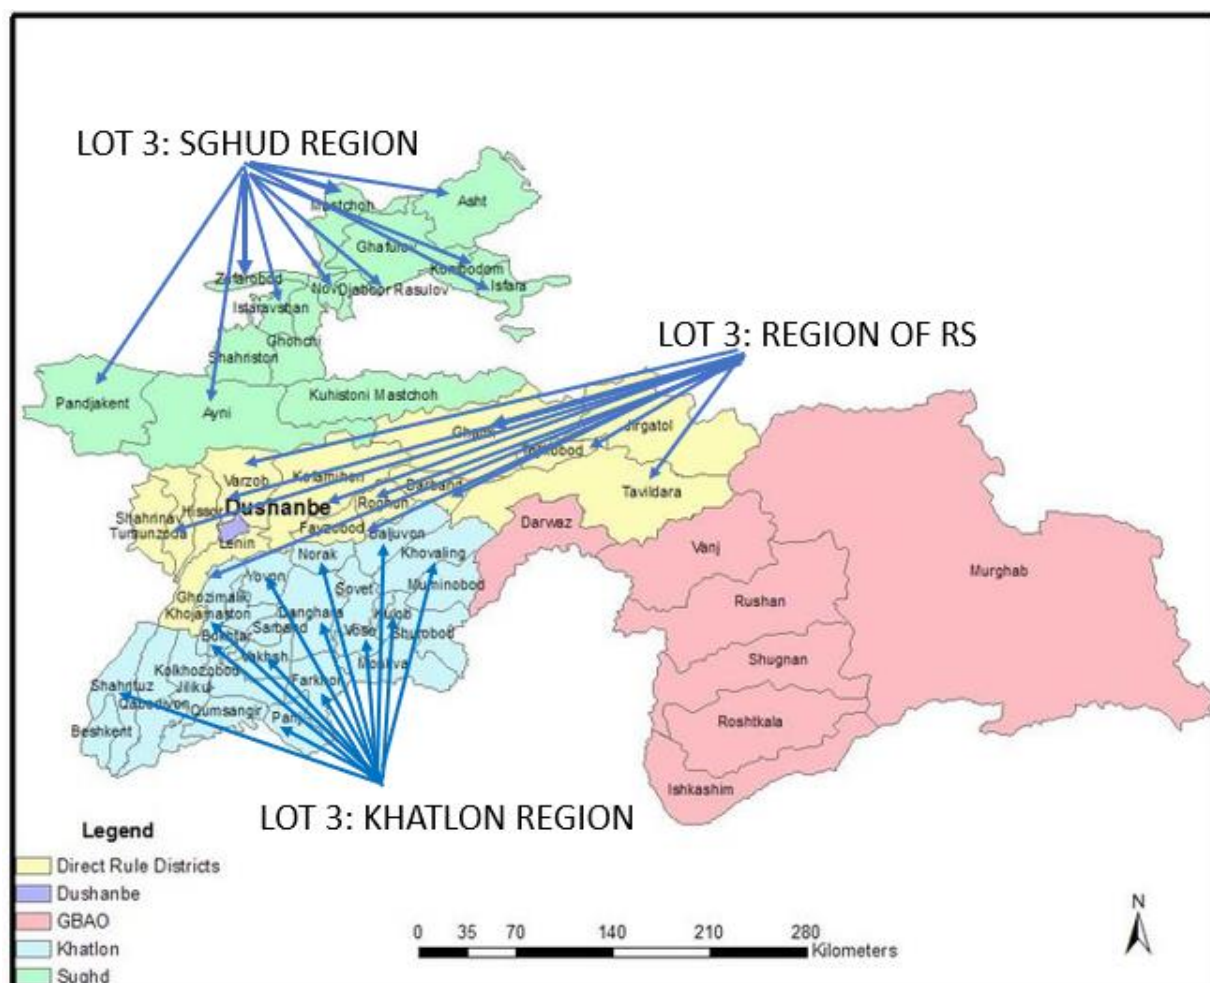 LOT 3: SGHUD REGION
Mastchoh
Asht
Ghafurov
Konibodom
Isfara
Zafarobod
Nov
Djabbor Rasulov
Istaravshan
Ghonchi
Shahriston
LOT 3: REGION OF RS
Pandjakent
Ayni
Kuhistoni Mastchoh
Jirgatol
Varzob
Kofarnihon
Darband
Tavildara
Hissor
Dushanbe
Roghun
Shahrinav
Tursunzoda
Lenin
Fayzobod
Baljuvon
Darwaz
Vanj
Norak
Khovaling
Murghab
Yovon
Sovet
Muminobod
Ghozimalik
Rushan
Khojamaston
Danghara
Kulob
Sarband
Vose
Shurobod
Bokhtar
Vakhsh
Moskva
Shugnan
Kolkhozobod
Farkhor
Shahrituz
Jilikul
Qabodiyon
Qumsangir
Panj
Roshtkala
Beshkent
Ishkashim
LOT 3: KHATLON REGION
Legend
Direct Rule Districts
Dushanbe
GBAO
Khatlon
Sughd
0 35 70 140 210 280
Kilometers
N